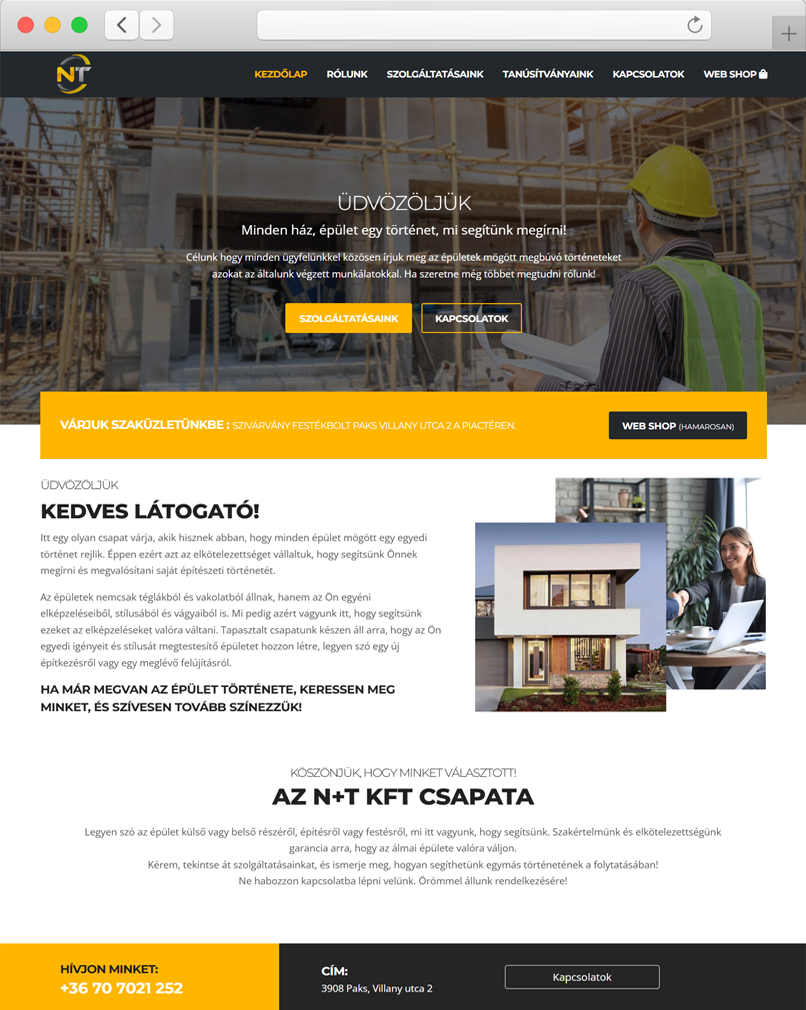 NT
KEZDŐLAP RÓLUNK SZOLGÁLTATÁSAINK TANÚSÍTVÁNYAINK KAPCSOLATOK WEB SHOP
ÜDVÖZÖLJÜK
Minden ház, épület egy történet, mi segítünk megírni!
Célunk hogy minden ügyfelünkkel közösen írjuk meg az épületek mögött megbúvó történeteket
azokat az általunk végzett munkálatokkal. Ha szeretne még többet megtudni rólunk!
SZOLGÁLTATÁSAINK KAPCSOLATOK
VÁRJUK SZAKÜZLETÜNKBE : SZIVÁRVÁNY FESTÉKBOLT PAKS VILLANY UTCA 2 A PIACTÉREN.
WEB SHOP (HAMAROSAN)
ÜDVÖZÖLJÜK
KEDVES LÁTOGATÓ!
Itt egy olyan csapat várja, akik hisznek abban, hogy minden épület mögött egy egyedi
történet rejlik. Éppen ezért azt az elkötelezettséget vállaltuk, hogy segítsünk Önnek
megírni és megvalósítani saját építészeti történetét.
Az épületek nemcsak téglákból és vakolatból állnak, hanem az Ön egyéni
elképzeléseiből, stílusából és vágyaiból is. Mi pedig azért vagyunk itt, hogy segítsünk
ezeket az elképzeléseket valóra váltani. Tapasztalt csapatunk készen áll arra, hogy az Ön
egyedi igényeit és stílusát megtestesítő épületet hozzon létre, legyen szó egy új
építkezésről vagy egy meglévő felújításról.
HA MÁR MEGVAN AZ ÉPÜLET TÖRTÉNETE, KERESSEN MEG
MINKET, ÉS SZÍVESEN TOVÁBB SZÍNEZZÜK!
KÖSZÖNJÜK, HOGY MINKET VÁLASZTOTT!
AZ N+T KFT CSAPATA
Legyen szó az épület külső vagy belső részéről, építésről vagy festésről, mi itt vagyunk, hogy segítsünk. Szakértelmünk és elkötelezettségünk
garancia arra, hogy az álmai épülete valóra váljon.
Kérem, tekintse át szolgáltatásainkat, és ismerje meg, hogyan segíthetünk egymás történetének a folytatásában!
Ne habozzon kapcsolatba lépni velünk. Örömmel állunk rendelkezésére!
HÍVJON MINKET:
+36 70 7021 252
CÍM:
3908 Paks, Villany utca 2
Kapcsolatok